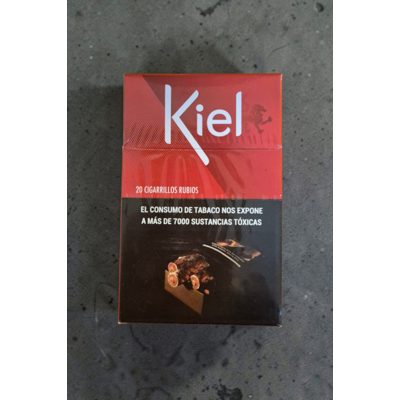 Kiel
20 CIGARRILLOS RUBIOS
EL CONSUMO DE TABACO NOS EXPONE
A MÁS DE 7000 SUSTANCIAS TÓXICAS